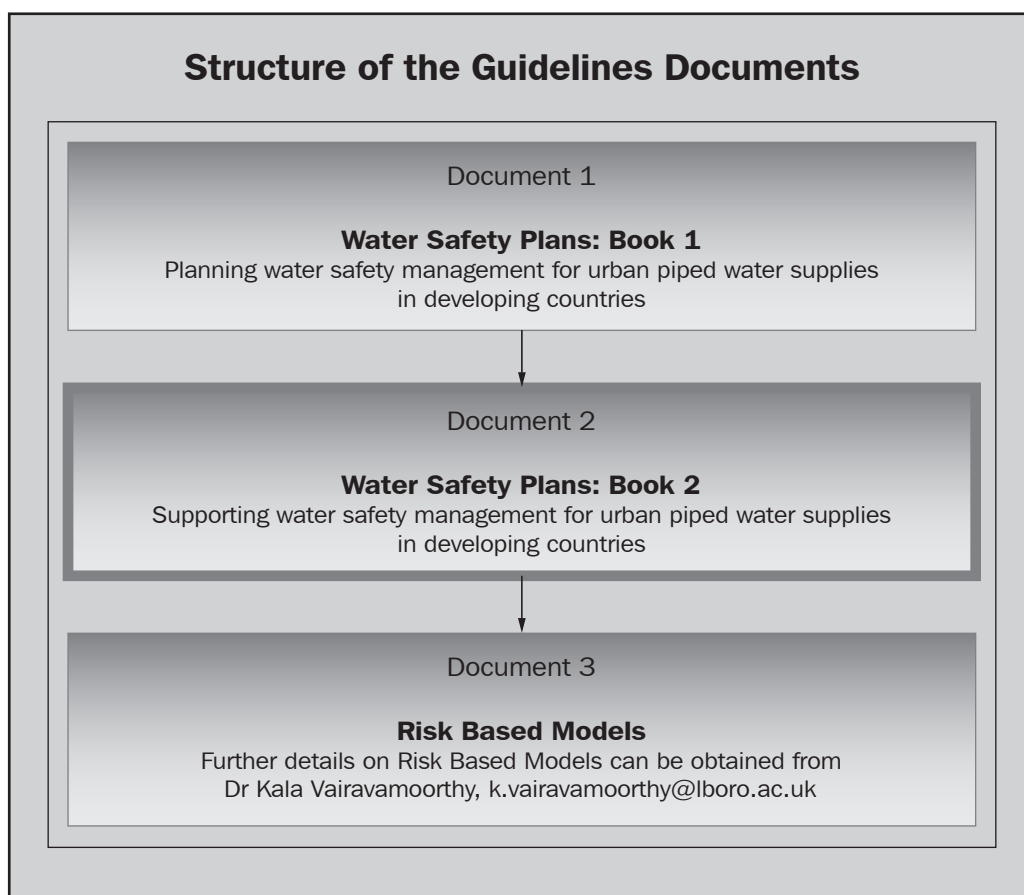 Structure of the Guidelines Documents
Document 1
Water Safety Plans: Book 1
Planning water safety management for urban piped water supplies
in developing countries
Document 2
Water Safety Plans: Book 2
Supporting water safety management for urban piped water supplies
in developing countries
Document 3
Risk Based Models
Further details on Risk Based Models can be obtained from
Dr Kala Vairavamoorthy, k.vairavamoorthy@lboro.ac.uk